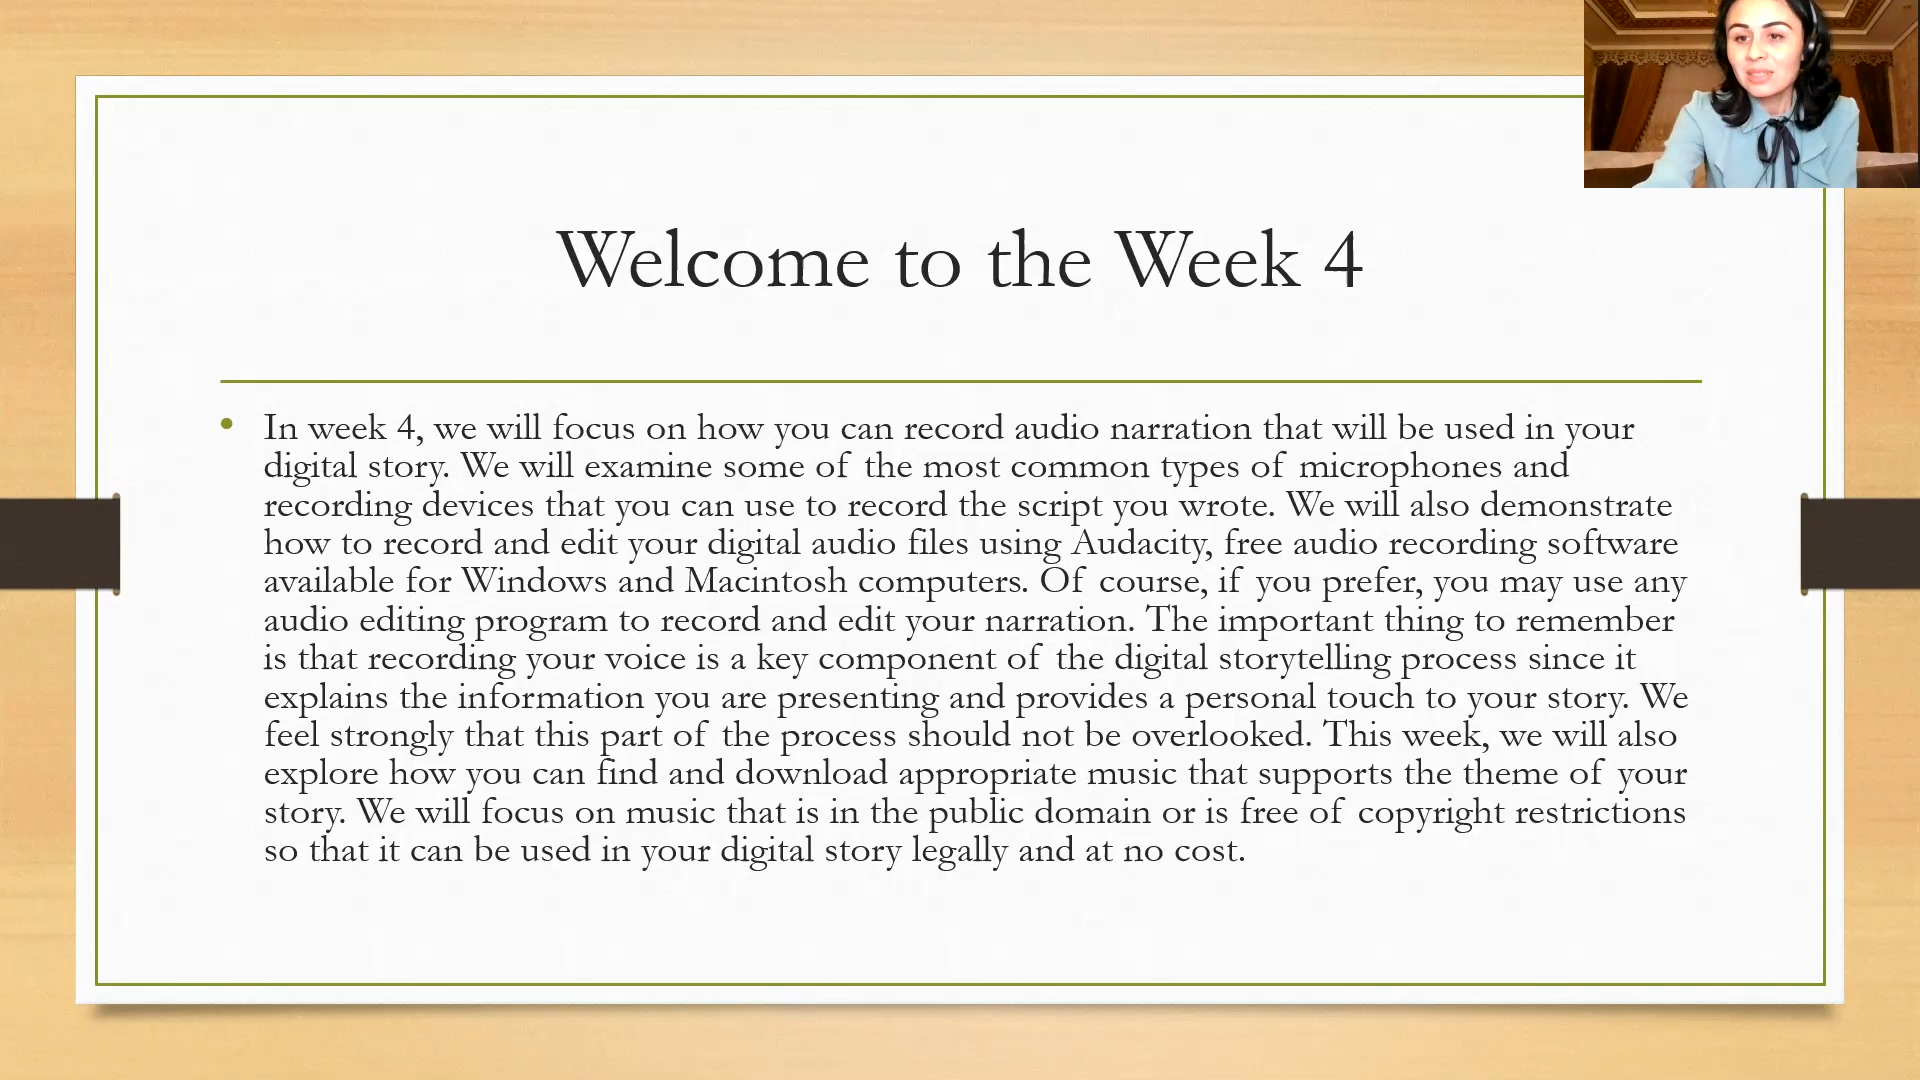 Welcome to the Week 4
• In week 4, we will focus on how you can record audio narration that will be used in your
digital story. We will examine some of the most common types of microphones and
recording devices that you can use to record the script you wrote. We will also demonstrate
how to record and edit your digital audio files using Audacity, free audio recording software
available for Windows and Macintosh computers. Of course, if you prefer, you may use any
audio editing program to record and edit your narration. The important thing to remember
is that recording your voice is a key component of the digital storytelling process since it
explains the information you are presenting and provides a personal touch to your story. We
feel strongly that this part of the process should not be overlooked. This week, we will also
explore how you can find and download appropriate music that supports the theme of your
story. We will focus on music that is in the public domain or is free of copyright restrictions
so that it can be used in your digital story legally and at no cost.